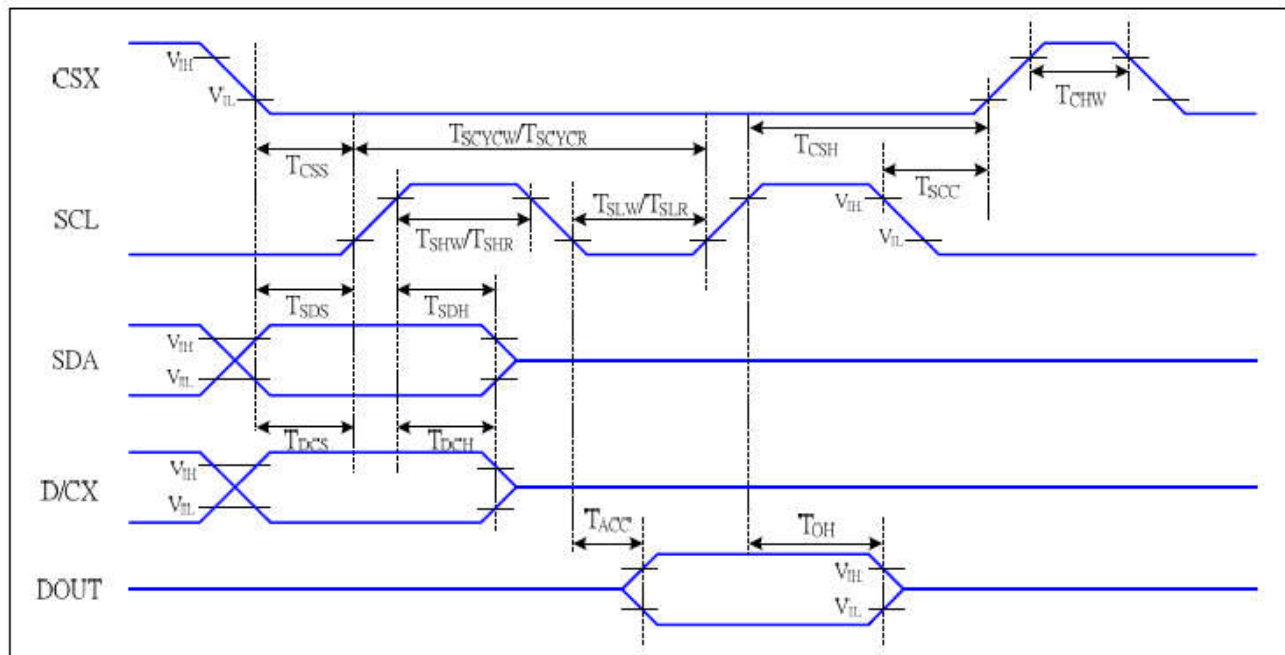 CSX
VIH
VIL
TCHW
TCSS
TSCYCW/TSCYCR
TCSH
TSCC
SCL
TSHW/TSHR
TSLW/TSLR
VIH
VIL
TSDS
TSDH
SDA
VIH
VIL
TDCS
TDCH
D/CX
VIH
VIL
TACC
TOH
DOUT
VIH
VIL